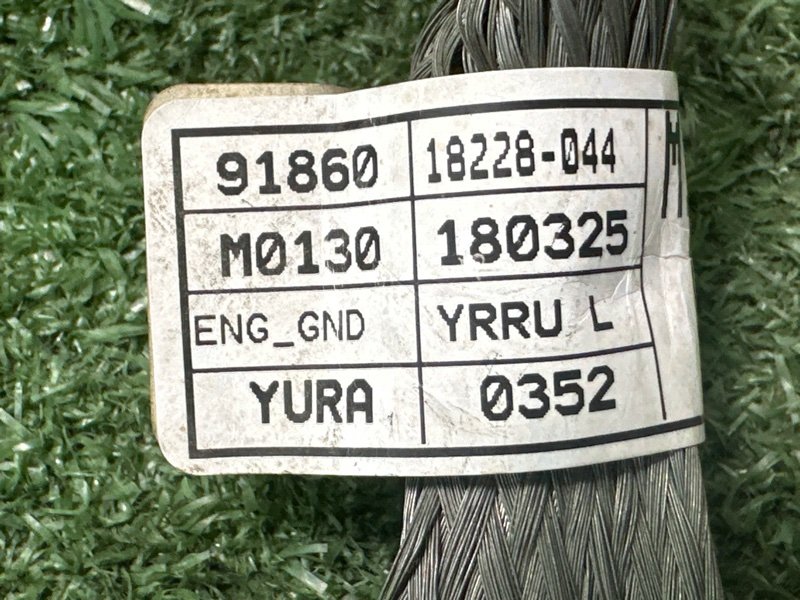 91860 18228-044
M0130 180325
ENG_GND YRRU L
YURA 0352